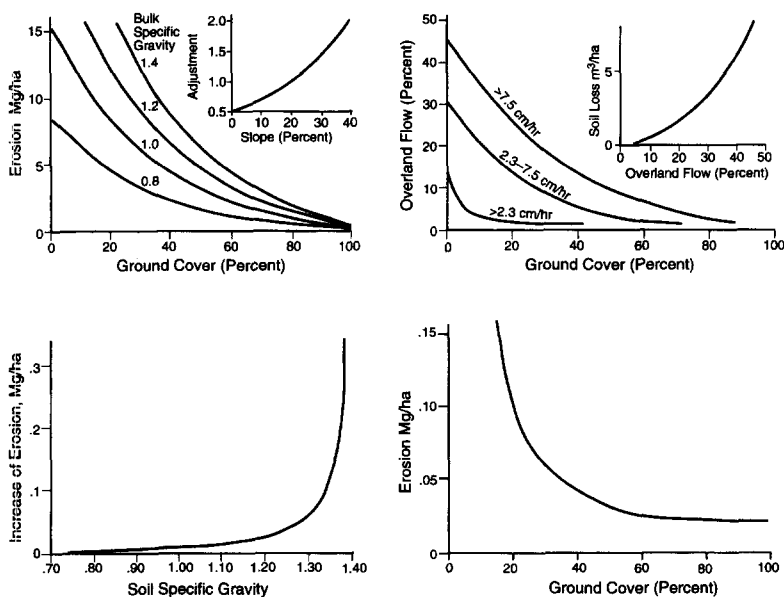 Bulk
Specific
Gravity
1.4
1.2
1.0
0.8
Erosion Mg/ha
15
10
5
0
0 20 40 60 80 100
Ground Cover (Percent)
Adjustment
2.0
1.5
1.0
0.5
0 10 20 30 40
Slope (Percent)
Overland Flow (Percent)
50
40
30
20
10
0
>7.5 cm/hr
2.3–7.5 cm/hr
>2.3 cm/hr
0 20 40 60 80 100
Ground Cover (Percent)
Soil Loss m³/ha
5
0
0 10 20 30 40 50
Overland Flow (Percent)
Increase of Erosion, Mg/ha
.3
.2
.1
0
.70 .80 .90 1.00 1.10 1.20 1.30 1.40
Soil Specific Gravity
Erosion Mg/ha
.15
.10
.05
0
0 20 40 60 80 100
Ground Cover (Percent)